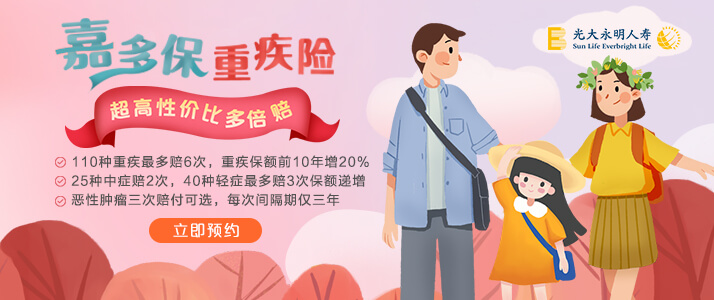 嘉多保重疾险
光大永明人寿
Sun Life Everbright Life
超高性价比多倍赔
110种重疾最多赔6次，重疾保额前10年增20%
25种中症赔2次，40种轻症最多赔3次保额递增
恶性肿瘤三次赔付可选，每次间隔期仅三年
立即预约